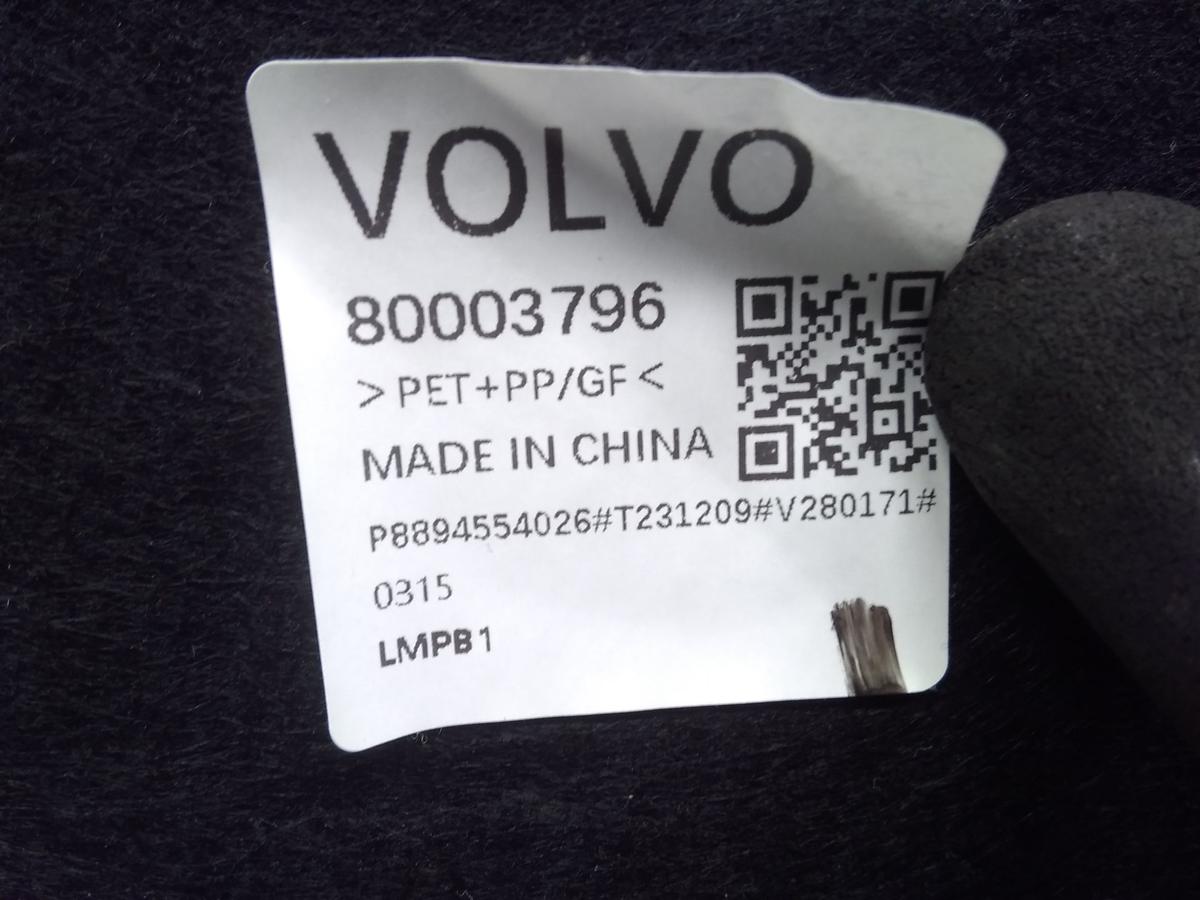 VOLVO
80003796
>PET+PP/GF<
MADE IN CHINA
P8894554026#T231209#V280171#
0315
LMPB1